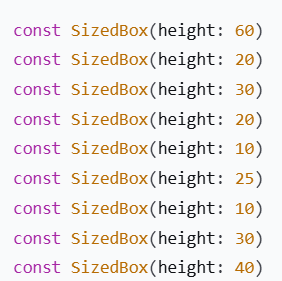 const SizedBox(height: 60)
const SizedBox(height: 20)
const SizedBox(height: 30)
const SizedBox(height: 20)
const SizedBox(height: 10)
const SizedBox(height: 25)
const SizedBox(height: 10)
const SizedBox(height: 30)
const SizedBox(height: 40)